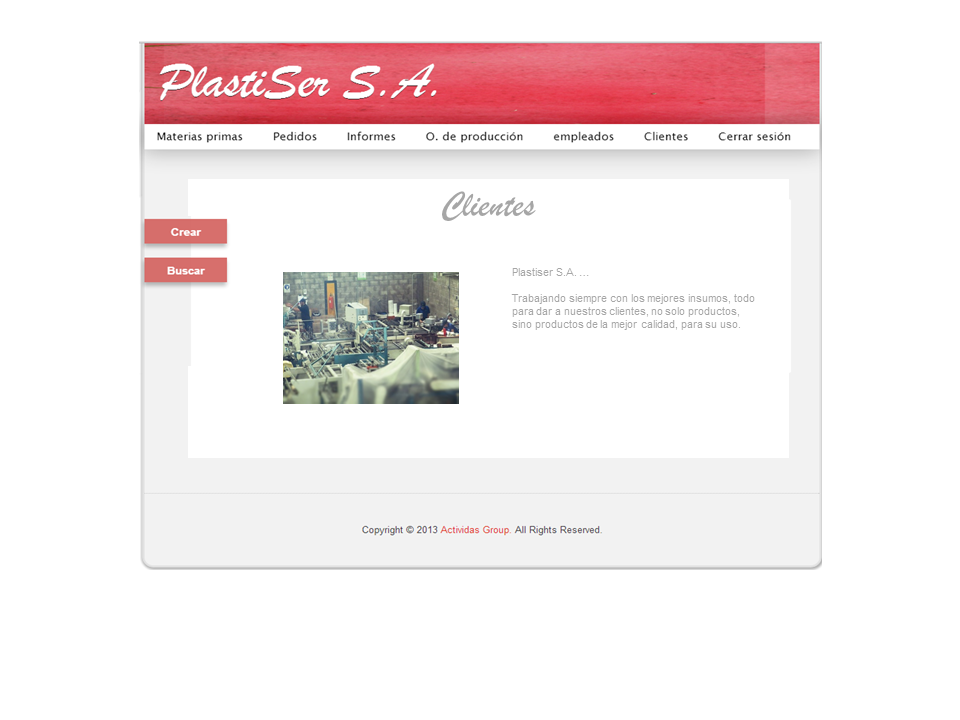 PlastiSer S.A.
Materias primas Pedidos Informes O. de producción empleados Clientes Cerrar sesión
Clientes
Crear
Buscar
Plastiser S.A. ...
Trabajando siempre con los mejores insumos, todo
para dar a nuestros clientes, no solo productos,
sino productos de la mejor calidad, para su uso.
Copyright © 2013 Actividas Group. All Rights Reserved.